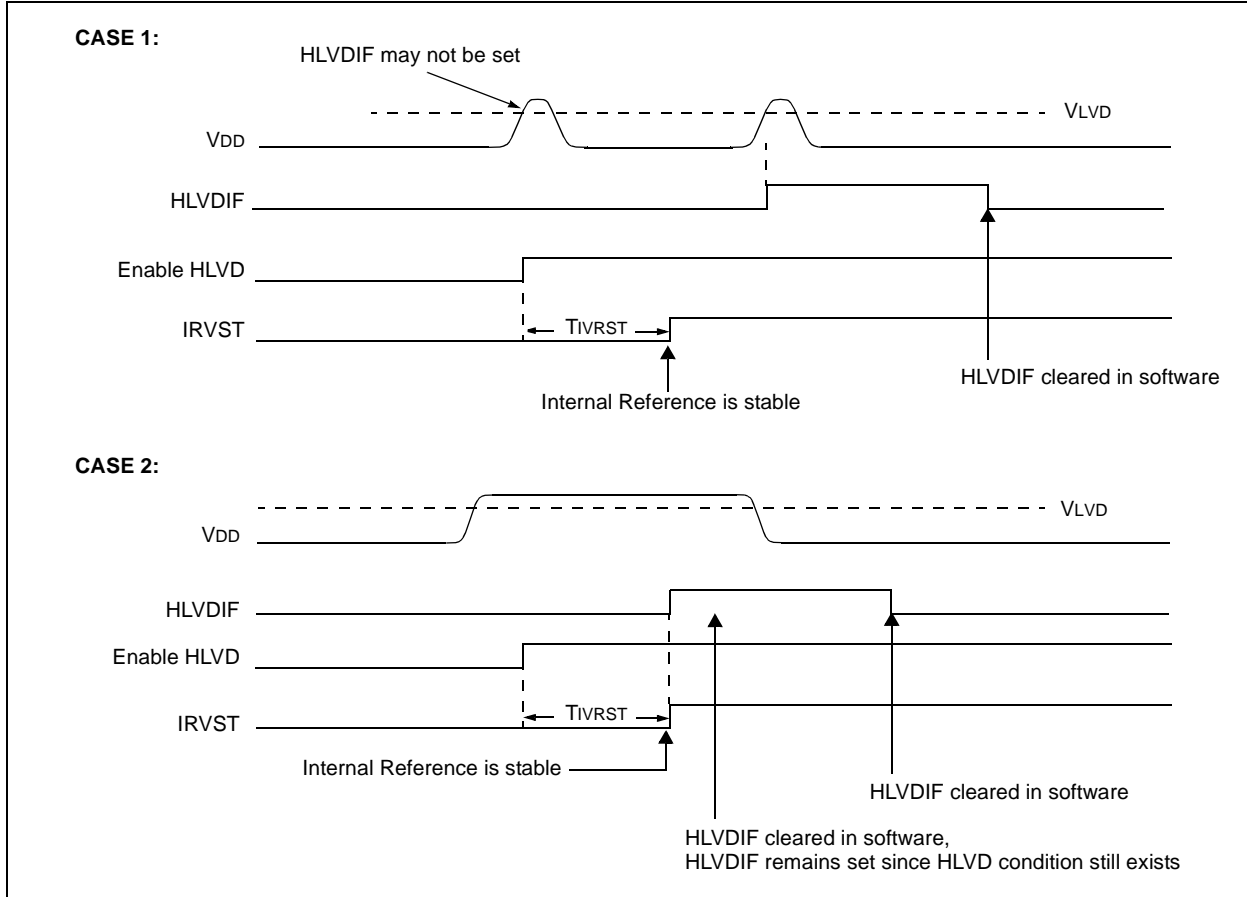 CASE 1:
HLVDIF may not be set
VLVD
VDD
HLVDIF
Enable HLVD
IRVST
TIVRST
HLVDIF cleared in software
Internal Reference is stable
CASE 2:
VLVD
VDD
HLVDIF
Enable HLVD
TIVRST
IRVST
Internal Reference is stable
HLVDIF cleared in software
HLVDIF cleared in software,
HLVDIF remains set since HLVD condition still exists